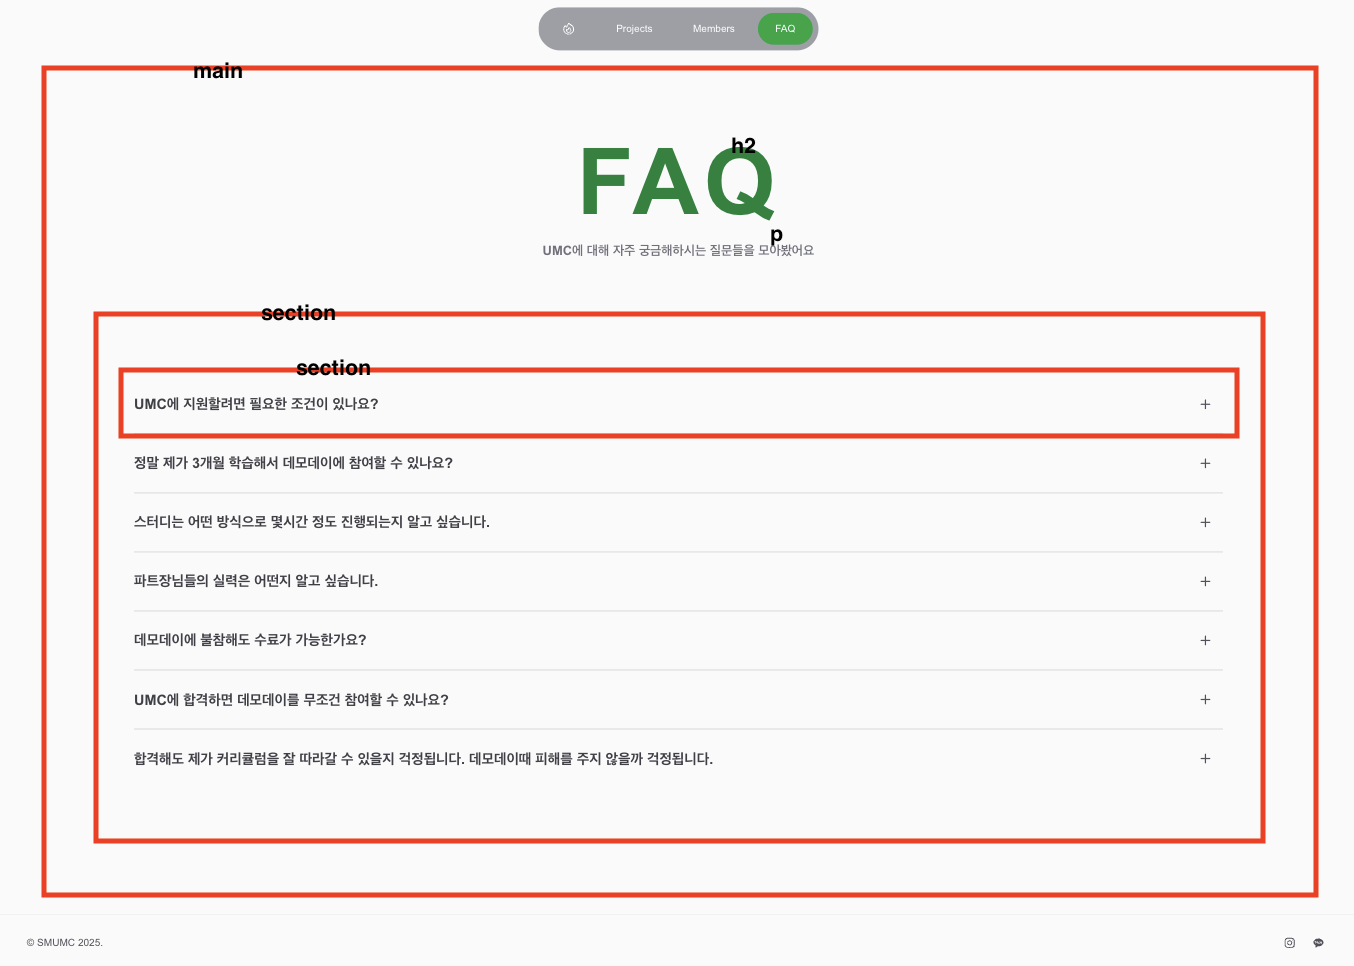 Projects Members FAQ
main
h2
FAQ
p
UMC에 대해 자주 궁금해하시는 질문들을 모아봤어요
section
section
UMC에 지원할려면 필요한 조건이 있나요?
정말 제가 3개월 학습해서 데모데이에 참여할 수 있나요?
스터디는 어떤 방식으로 몇시간 정도 진행되는지 알고 싶습니다.
파트장님들의 실력은 어떤지 알고 싶습니다.
데모데이에 불참해도 수료가 가능한가요?
UMC에 합격하면 데모데이를 무조건 참여할 수 있나요?
합격해도 제가 커리큘럼을 잘 따라갈 수 있을지 걱정됩니다. 데모데이때 피해를 주지 않을까 걱정됩니다.
© SMUMC 2025.